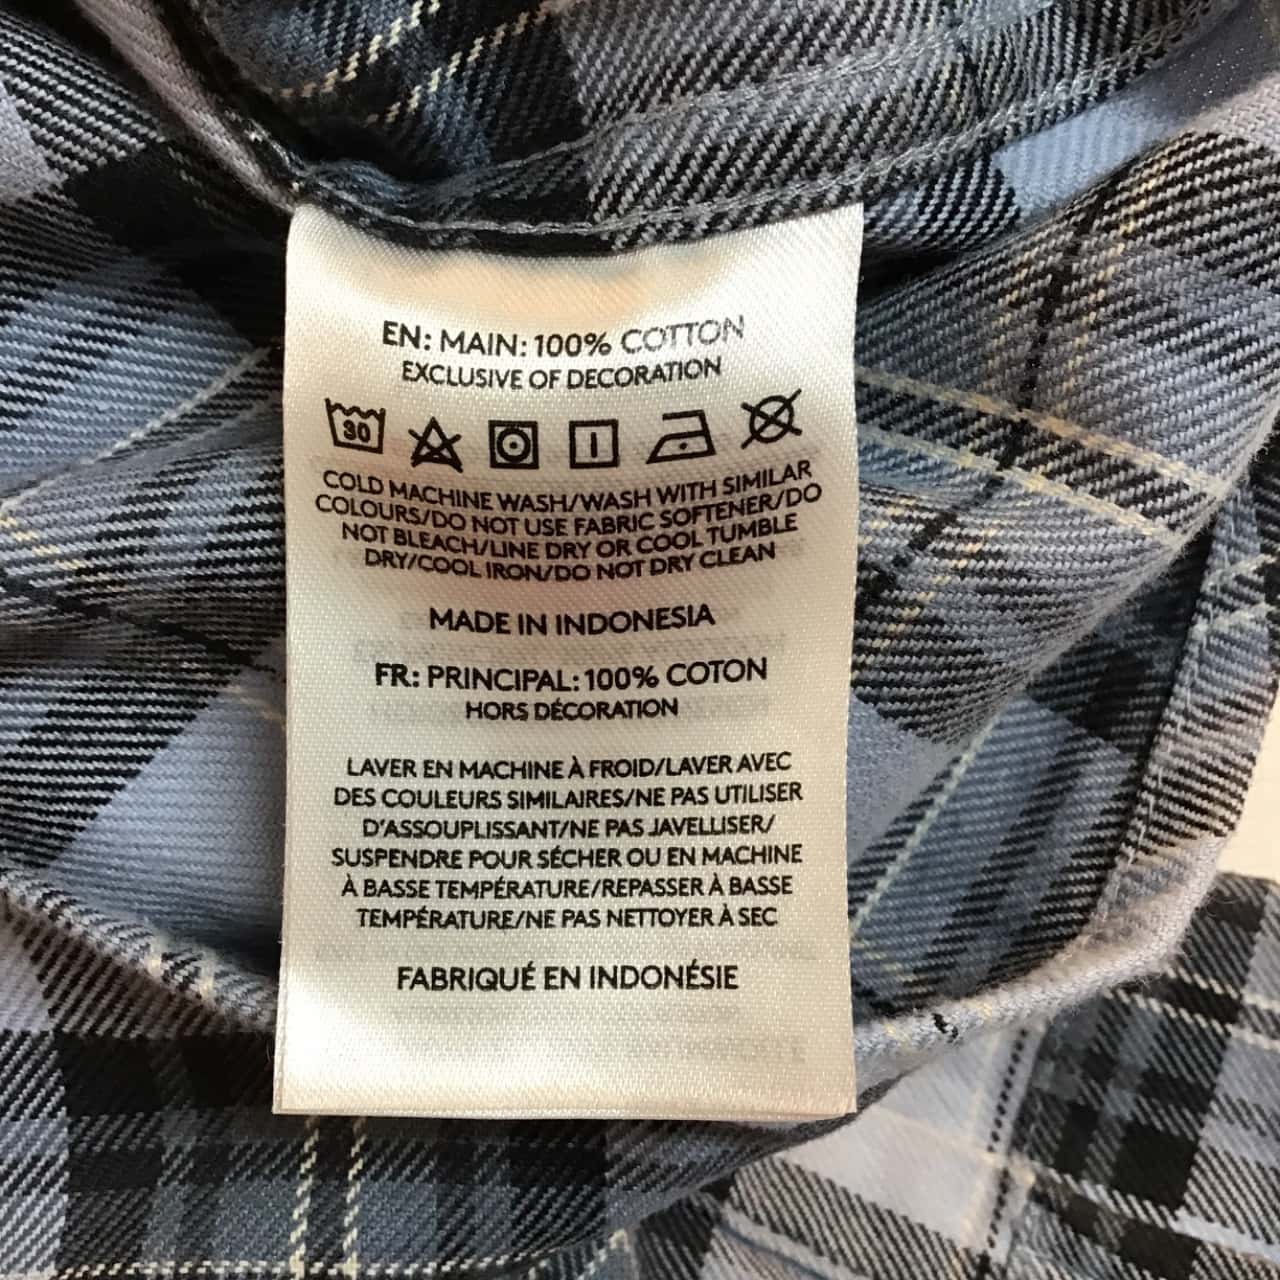 EN: MAIN: 100% COTTON
EXCLUSIVE OF DECORATION
30
COLD MACHINE WASH/WASH WITH SIMILAR
COLOURS/DO NOT USE FABRIC SOFTENER/DO
NOT BLEACH/LINE DRY OR COOL TUMBLE
DRY/COOL IRON/DO NOT DRY CLEAN
MADE IN INDONESIA
FR: PRINCIPAL: 100% COTON
HORS DÉCORATION
LAVER EN MACHINE À FROID/LAVER AVEC
DES COULEURS SIMILAIRES/NE PAS UTILISER
D'ASSOUPLISSANT/NE PAS JAVELLISER/
SUSPENDRE POUR SÉCHER OU EN MACHINE
À BASSE TEMPÉRATURE/REPASSER À BASSE
TEMPÉRATURE/NE PAS NETTOYER À SEC
FABRIQUÉ EN INDONÉSIE